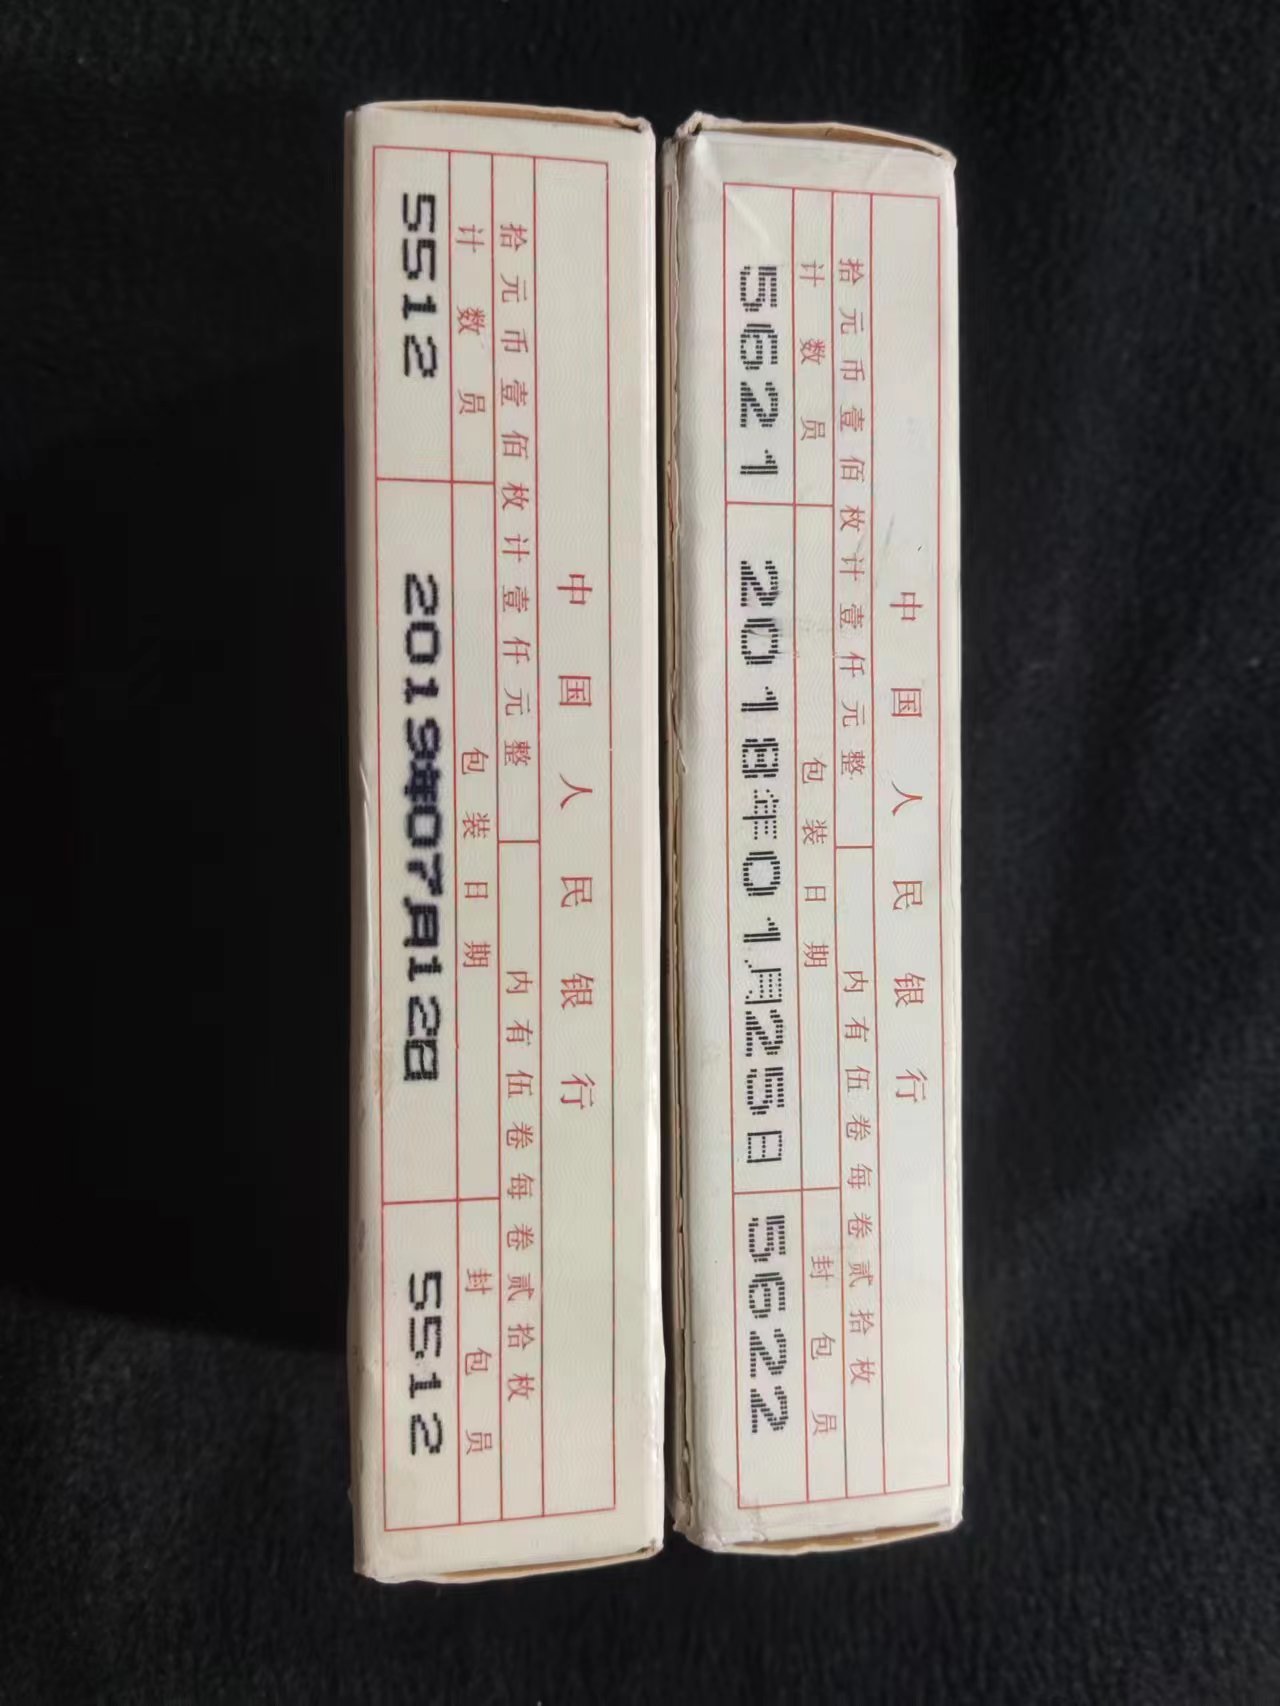 中国人民银行
拾元币壹佰枚计壹仟元整 内有伍卷每卷贰拾枚
计数员 包装日期 封包员
5512 2019年07月12日 5512
中国人民银行
拾元币壹佰枚计壹仟元整 内有伍卷每卷贰拾枚
计数员 包装日期 封包员
5621 2018年01月25日 5622